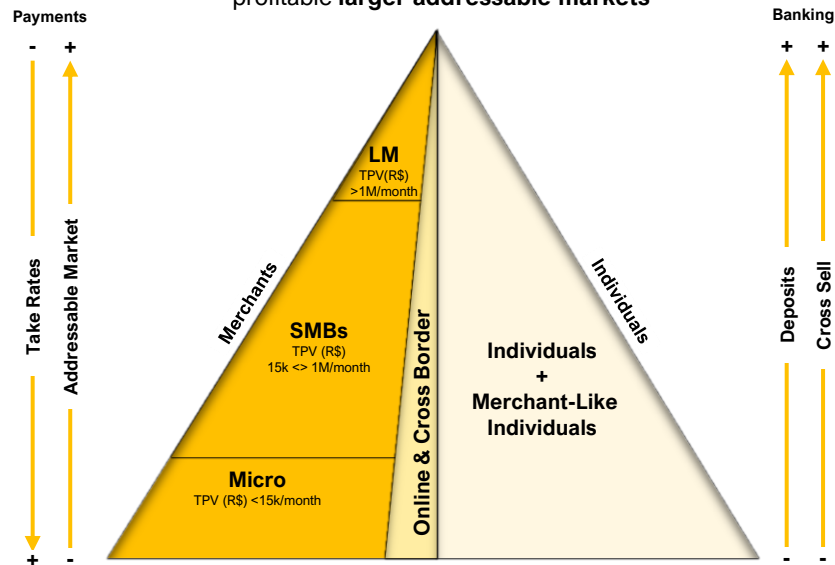 profitable larger addressable markets
Payments
Banking
- +
+ +
Take Rates
Addressable Market
Merchants
LM
TPV(R$)
>1M/month
SMBs
TPV (R$)
15k <> 1M/month
Micro
TPV (R$) <15k/month
Online & Cross Border
Individuals
+
Merchant-Like
Individuals
Individuals
Deposits
Cross Sell
+ -
- -